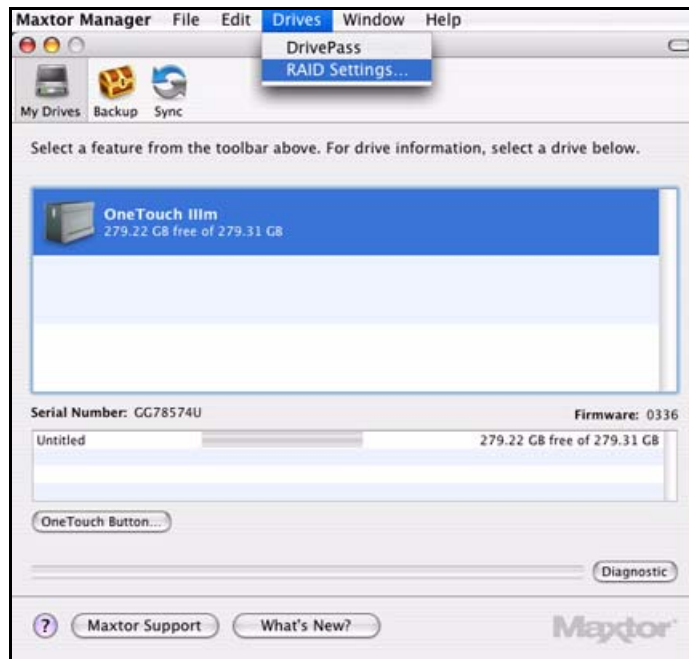 Maxtor Manager File Edit Drives Window Help
DrivePass
RAID Settings...
My Drives Backup Sync
Select a feature from the toolbar above. For drive information, select a drive below.
OneTouch IIIm
279.22 GB free of 279.31 GB
Serial Number: GG78574U Firmware: 0336
Untitled 279.22 GB free of 279.31 GB
OneTouch Button...
Diagnostic
? Maxtor Support What's New? Maxtor